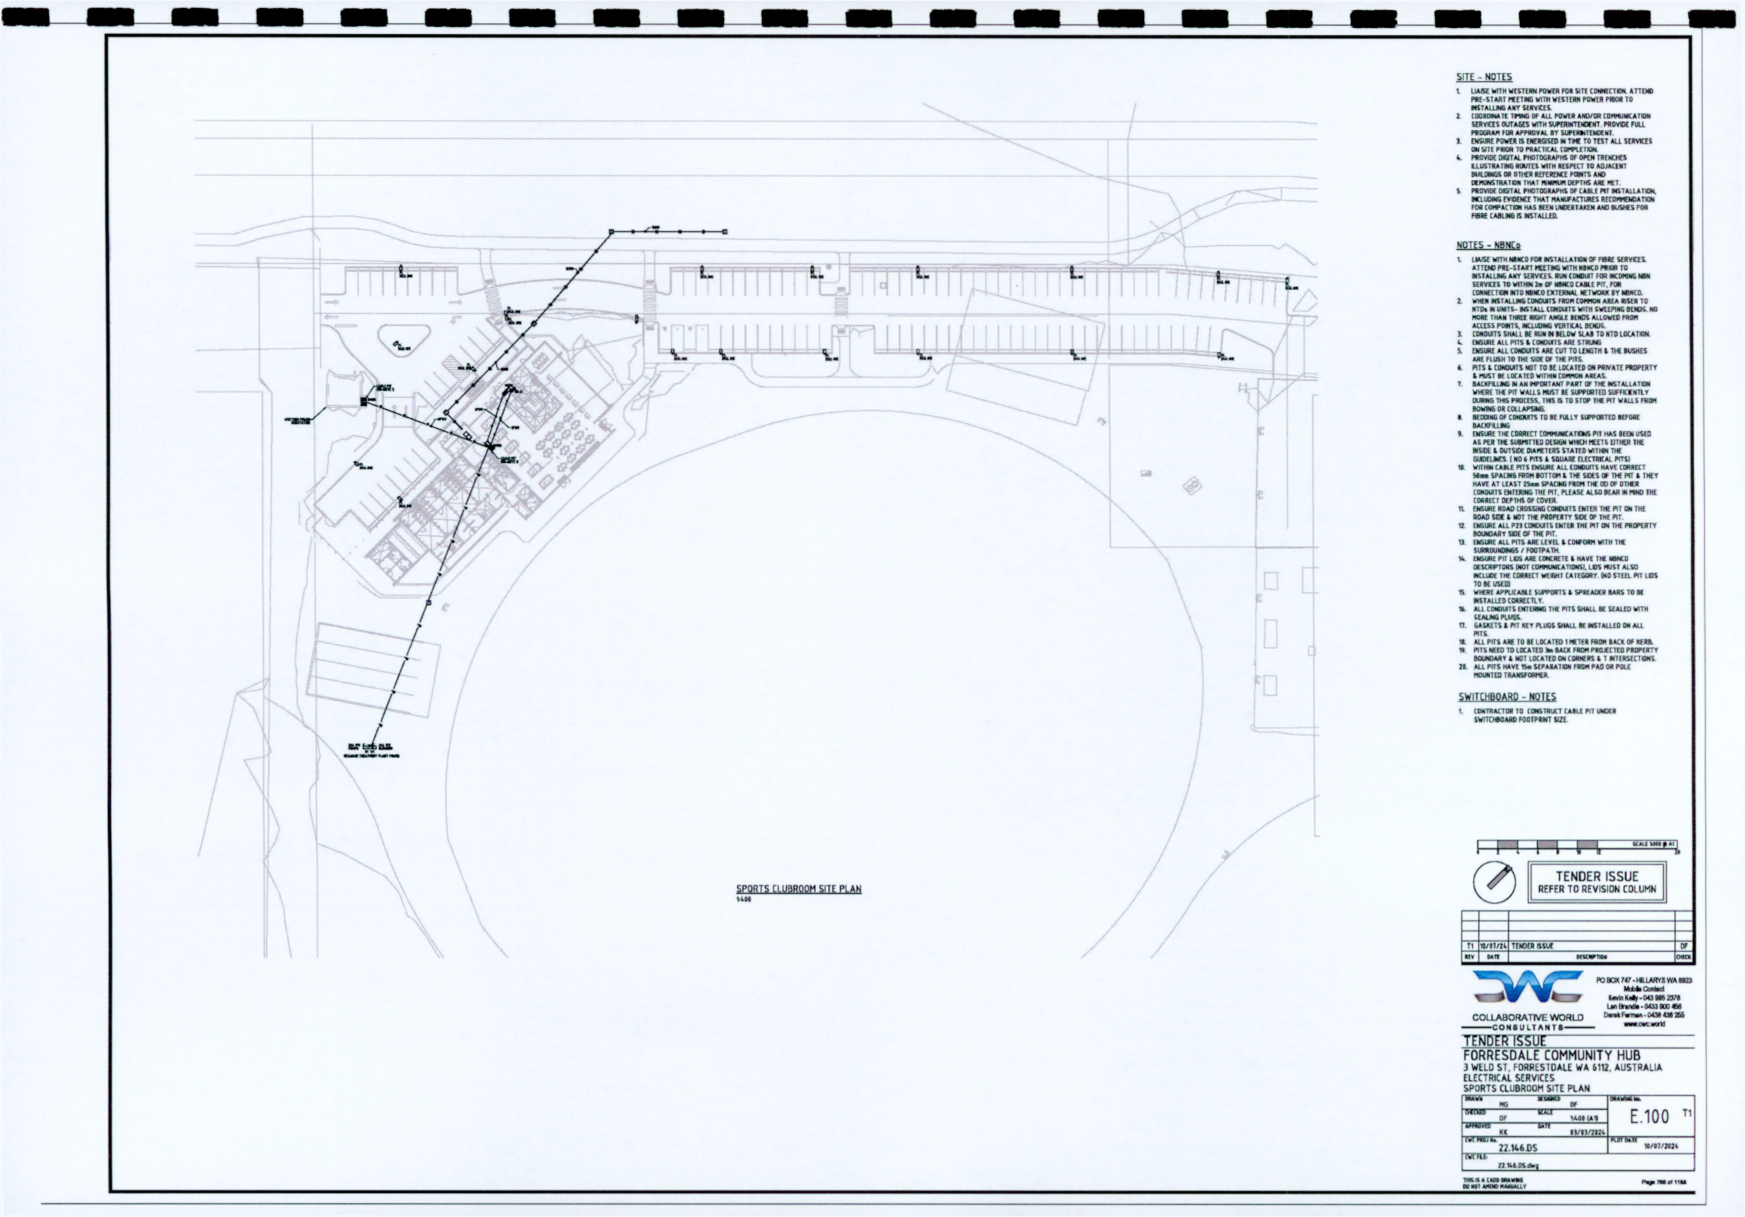 SITE - NOTES
1. LIAISE WITH WESTERN POWER FOR SITE CONNECTION. ATTEND
PRE-START MEETING WITH WESTERN POWER PRIOR TO
INSTALLING ANY SERVICES.
2. COORDINATE TIMING OF ALL POWER AND/OR COMMUNICATION
SERVICES OUTAGES WITH SUPERINTENDENT. PROVIDE FULL
PROGRAM FOR APPROVAL BY SUPERINTENDENT.
3. ENSURE POWER IS ENERGISED IN TIME TO TEST ALL SERVICES
ON SITE PRIOR TO PRACTICAL COMPLETION.
4. PROVIDE DIGITAL PHOTOGRAPHS OF OPEN TRENCHES
ILLUSTRATING ROUTES WITH RESPECT TO ADJACENT
BUILDINGS OR OTHER REFERENCE POINTS AND
DEMONSTRATION THAT MINIMUM DEPTHS ARE MET.
5. PROVIDE DIGITAL PHOTOGRAPHS OF CABLE PIT INSTALLATION,
INCLUDING EVIDENCE THAT MANUFACTURES RECOMMENDATION
FOR COMPACTION HAS BEEN UNDERTAKEN AND BUSHES FOR
FIBRE CABLING IS INSTALLED.
NOTES - NBNCo
1. LIAISE WITH NBNCO FOR INSTALLATION OF FIBRE SERVICES.
ATTEND PRE-START MEETING WITH NBNCO PRIOR TO
INSTALLING ANY SERVICES. RUN CONDUIT FOR INCOMING NBN
SERVICES TO WITHIN 2m OF NBNCO CABLE PIT, FOR
CONNECTION INTO NBNCO EXTERNAL NETWORK BY NBNCO.
2. WHEN INSTALLING CONDUITS FROM COMMON AREA RISER TO
NTDs IN UNITS- INSTALL CONDUITS WITH SWEEPING BENDS. NO
MORE THAN THREE RIGHT ANGLE BENDS ALLOWED FROM
ACCESS POINTS, INCLUDING VERTICAL BENDS.
3. CONDUITS SHALL BE RUN IN BELOW SLAB TO NTD LOCATION.
4. ENSURE ALL PITS & CONDUITS ARE STRUNG
5. ENSURE ALL CONDUITS ARE CUT TO LENGTH & THE BUSHES
ARE FLUSH TO THE SIDE OF THE PITS.
6. PITS & CONDUITS NOT TO BE LOCATED ON PRIVATE PROPERTY
& MUST BE LOCATED WITHIN COMMON AREAS.
7. BACKFILLING IN AN IMPORTANT PART OF THE INSTALLATION
WHERE THE PIT WALLS MUST BE SUPPORTED SUFFICIENTLY
DURING THIS PROCESS, THIS IS TO STOP THE PIT WALLS FROM
BOWING OR COLLAPSING.
8. BEDDING OF CONDUITS TO BE FULLY SUPPORTED BEFORE
BACKFILLING
9. ENSURE THE CORRECT COMMUNICATIONS PIT HAS BEEN USED
AS PER THE SUBMITTED DESIGN WHICH MEETS EITHER THE
INSIDE & OUTSIDE DIAMETERS STATED WITHIN THE
GUIDELINES. ( NO 6 PITS & SQUARE ELECTRICAL PITS)
10. WITHIN CABLE PITS ENSURE ALL CONDUITS HAVE CORRECT
50mm SPACING FROM BOTTOM & THE SIDES OF THE PIT & THEY
HAVE AT LEAST 25mm SPACING FROM THE OD OF OTHER
CONDUITS ENTERING THE PIT, PLEASE ALSO BEAR IN MIND THE
CORRECT DEPTHS OF COVER.
11. ENSURE ROAD CROSSING CONDUITS ENTER THE PIT ON THE
ROAD SIDE & NOT THE PROPERTY SIDE OF THE PIT.
12. ENSURE ALL P23 CONDUITS ENTER THE PIT ON THE PROPERTY
BOUNDARY SIDE OF THE PIT.
13. ENSURE ALL PITS ARE LEVEL & CONFORM WITH THE
SURROUNDINGS / FOOTPATH.
14. ENSURE PIT LIDS ARE CONCRETE & HAVE THE NBNCO
DESCRIPTORS (NOT COMMUNICATIONS), LIDS MUST ALSO
INCLUDE THE CORRECT WEIGHT CATEGORY. (NO STEEL PIT LIDS
TO BE USED)
15. WHERE APPLICABLE SUPPORTS & SPREADER BARS TO BE
INSTALLED CORRECTLY.
16. ALL CONDUITS ENTERING THE PITS SHALL BE SEALED WITH
SEALING PLUGS.
17. GASKETS & PIT KEY PLUGS SHALL BE INSTALLED ON ALL
PITS.
18. ALL PITS ARE TO BE LOCATED 1 METER FROM BACK OF KERB.
19. PITS NEED TO LOCATED 3m BACK FROM PROJECTED PROPERTY
BOUNDARY & NOT LOCATED ON CORNERS & T INTERSECTIONS.
20. ALL PITS HAVE 15m SEPARATION FROM PAD OR POLE
MOUNTED TRANSFORMER.
SWITCHBOARD - NOTES
1. CONTRACTOR TO CONSTRUCT CABLE PIT UNDER
SWITCHBOARD FOOTPRINT SIZE.
SPORTS CLUBROOM SITE PLAN
1:400
0 2 4 6 8 10 12 20
TENDER ISSUE
REFER TO REVISION COLUMN
T1 10/07/24 TENDER ISSUE DF
REV DATE DESCRIPTION CHECK
PO BOX 747 - HILLARYS WA 6923
Mobile Contact
Kevin Kelly - 043 995 2378
Len Brandis - 0433 900 456
Derek Farman - 0438 438 255
www.cwc.world
CWC
COLLABORATIVE WORLD
CONSULTANTS
TENDER ISSUE
FORRESDALE COMMUNITY HUB
3 WELD ST, FORRESTDALE WA 6112, AUSTRALIA
ELECTRICAL SERVICES
SPORTS CLUBROOM SITE PLAN
DRAWN MG DESIGNED DF DRAWING No.
CHECKED DF SCALE 1:400 (A1) E.100 T1
APPROVED KK DATE 03/03/2024
CWC PROJ No. 22.146.DS PLOT DATE 10/07/2024
CWC FILE: 22.146.DS.dwg
THIS IS A CADD DRAWING
DO NOT AMEND MANUALLY
Page 766 of 1188